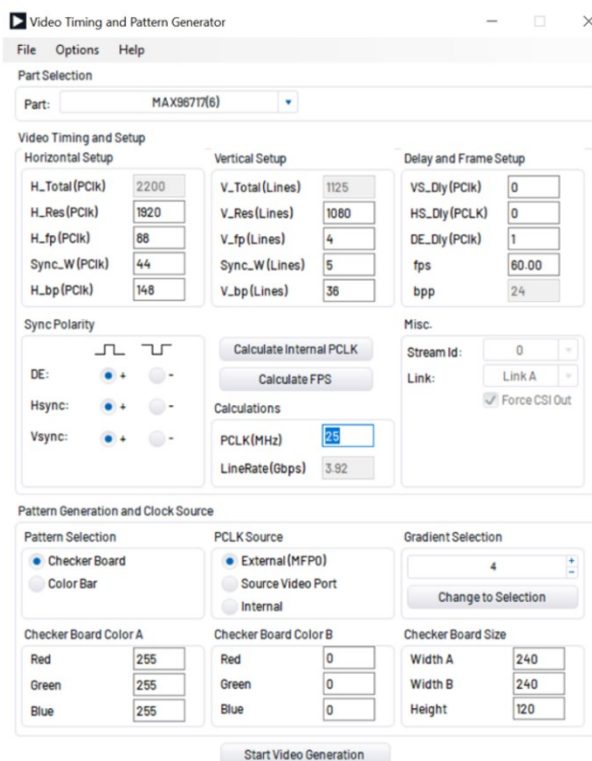 Video Timing and Pattern Generator
File Options Help
Part Selection
Part: MAX96717(6)
Video Timing and Setup
Horizontal Setup
H_Total(PClk) 2200
H_Res(PClk) 1920
H_fp(PClk) 88
Sync_W(PClk) 44
H_bp(PClk) 148
Vertical Setup
V_Total(Lines) 1125
V_Res(Lines) 1080
V_fp(Lines) 4
Sync_W(Lines) 5
V_bp(Lines) 36
Delay and Frame Setup
VS_Dly(PClk) 0
HS_Dly(PCLK) 0
DE_Dly(PClk) 1
fps 60.00
bpp 24
Sync Polarity
DE: + -
Hsync: + -
Vsync: + -
Calculate Internal PCLK
Calculate FPS
Calculations
PCLK(MHz) 25
LineRate(Gbps) 3.92
Misc.
Stream Id: 0
Link: Link A
Force CSI Out
Pattern Generation and Clock Source
Pattern Selection
Checker Board
Color Bar
PCLK Source
External(MFP0)
Source Video Port
Internal
Gradient Selection
4
Change to Selection
Checker Board Color A
Red 255
Green 255
Blue 255
Checker Board Color B
Red 0
Green 0
Blue 0
Checker Board Size
Width A 240
Width B 240
Height 120
Start Video Generation